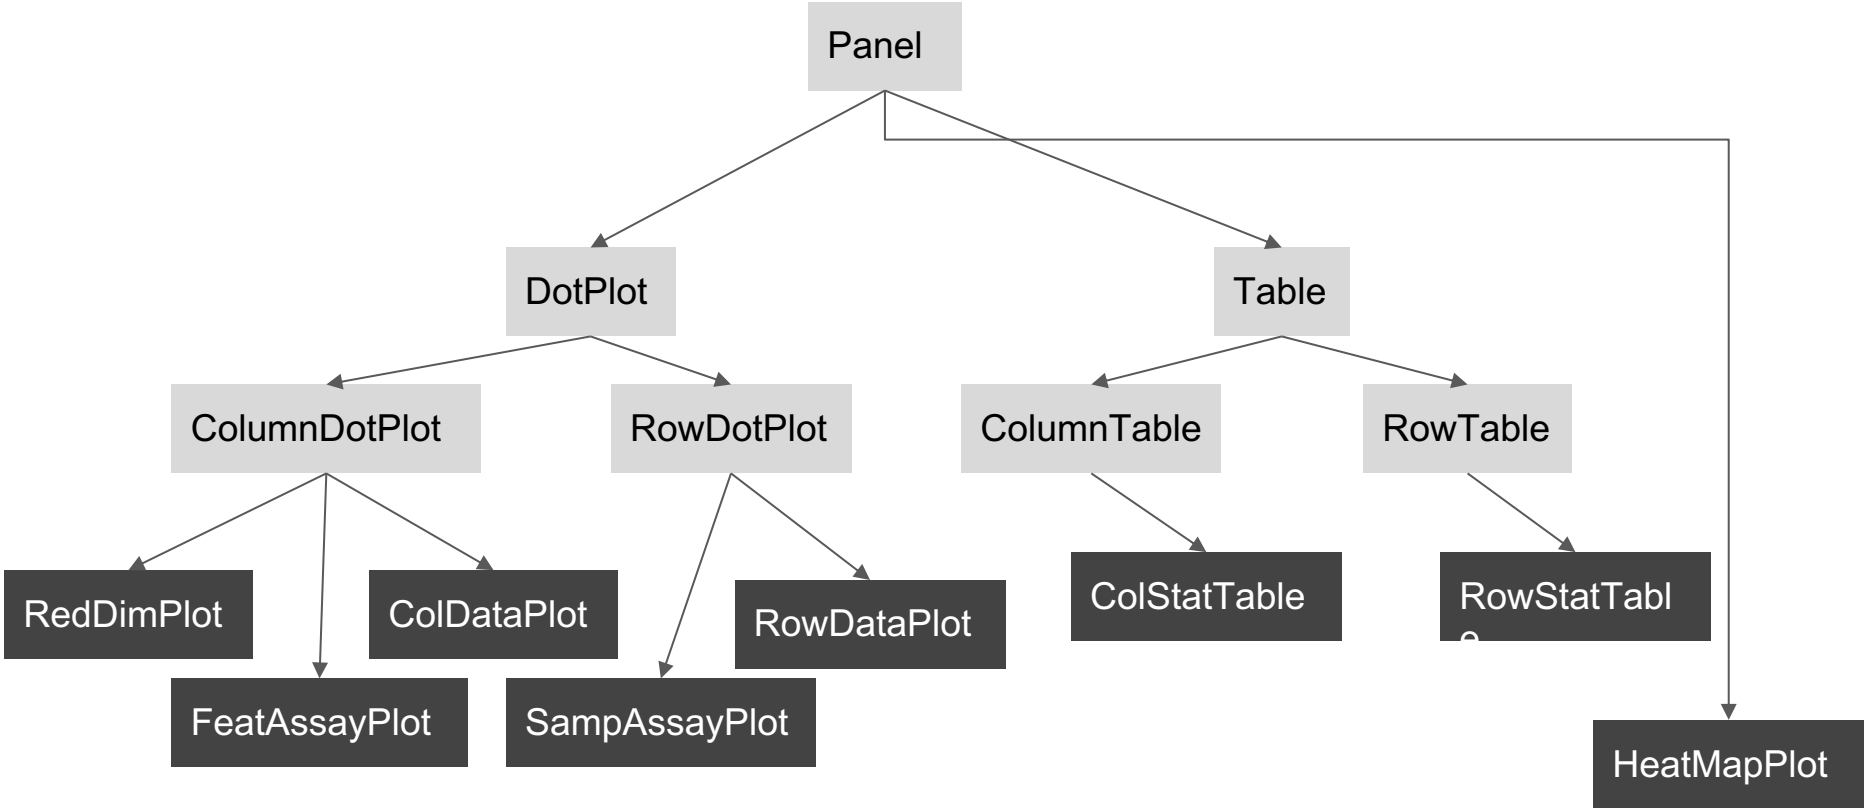 Panel
DotPlot
Table
ColumnDotPlot
RowDotPlot
ColumnTable
RowTable
RedDimPlot
ColDataPlot
RowDataPlot
ColStatTable
RowStatTabl
e
FeatAssayPlot
SampAssayPlot
HeatMapPlot